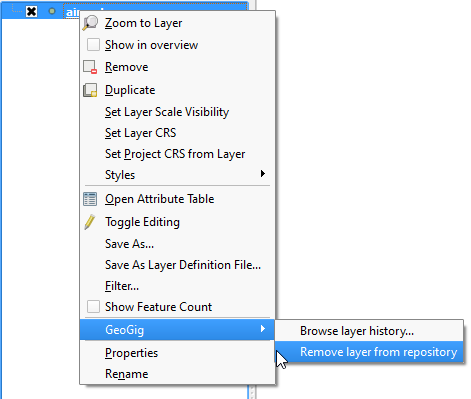 Zoom to Layer
Show in overview
Remove
Duplicate
Set Layer Scale Visibility
Set Layer CRS
Set Project CRS from Layer
Styles
Open Attribute Table
Toggle Editing
Save As...
Save As Layer Definition File...
Filter...
Show Feature Count
GeoGig
Browse layer history...
Remove layer from repository
Properties
Rename